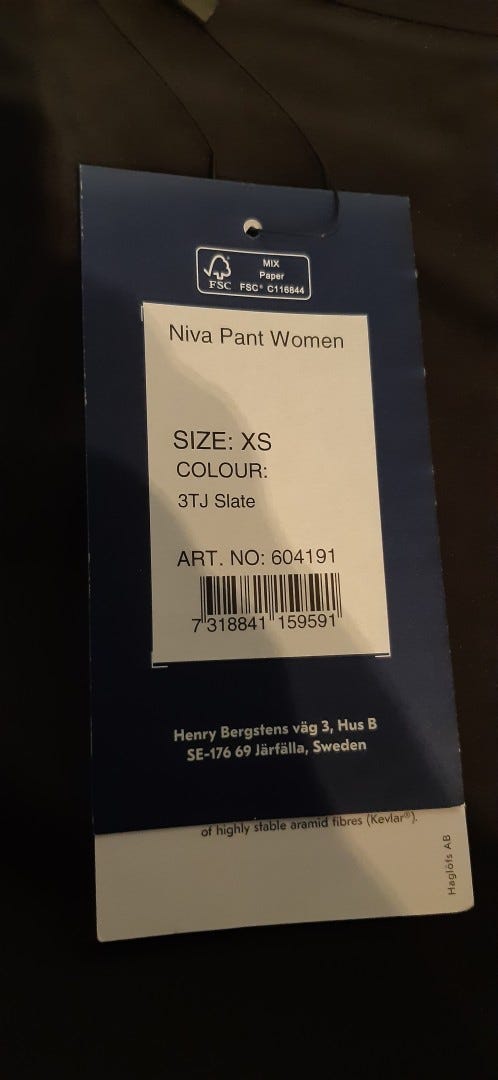 MIX
Paper
FSC
FSC® C116844
Niva Pant Women
SIZE: XS
COLOUR:
3TJ Slate
ART. NO: 604191
7 318841 159591
Henry Bergstens väg 3, Hus B
SE-176 69 Järfälla, Sweden
of highly stable aramid fibres (Kevlar®).
Haglöfs AB